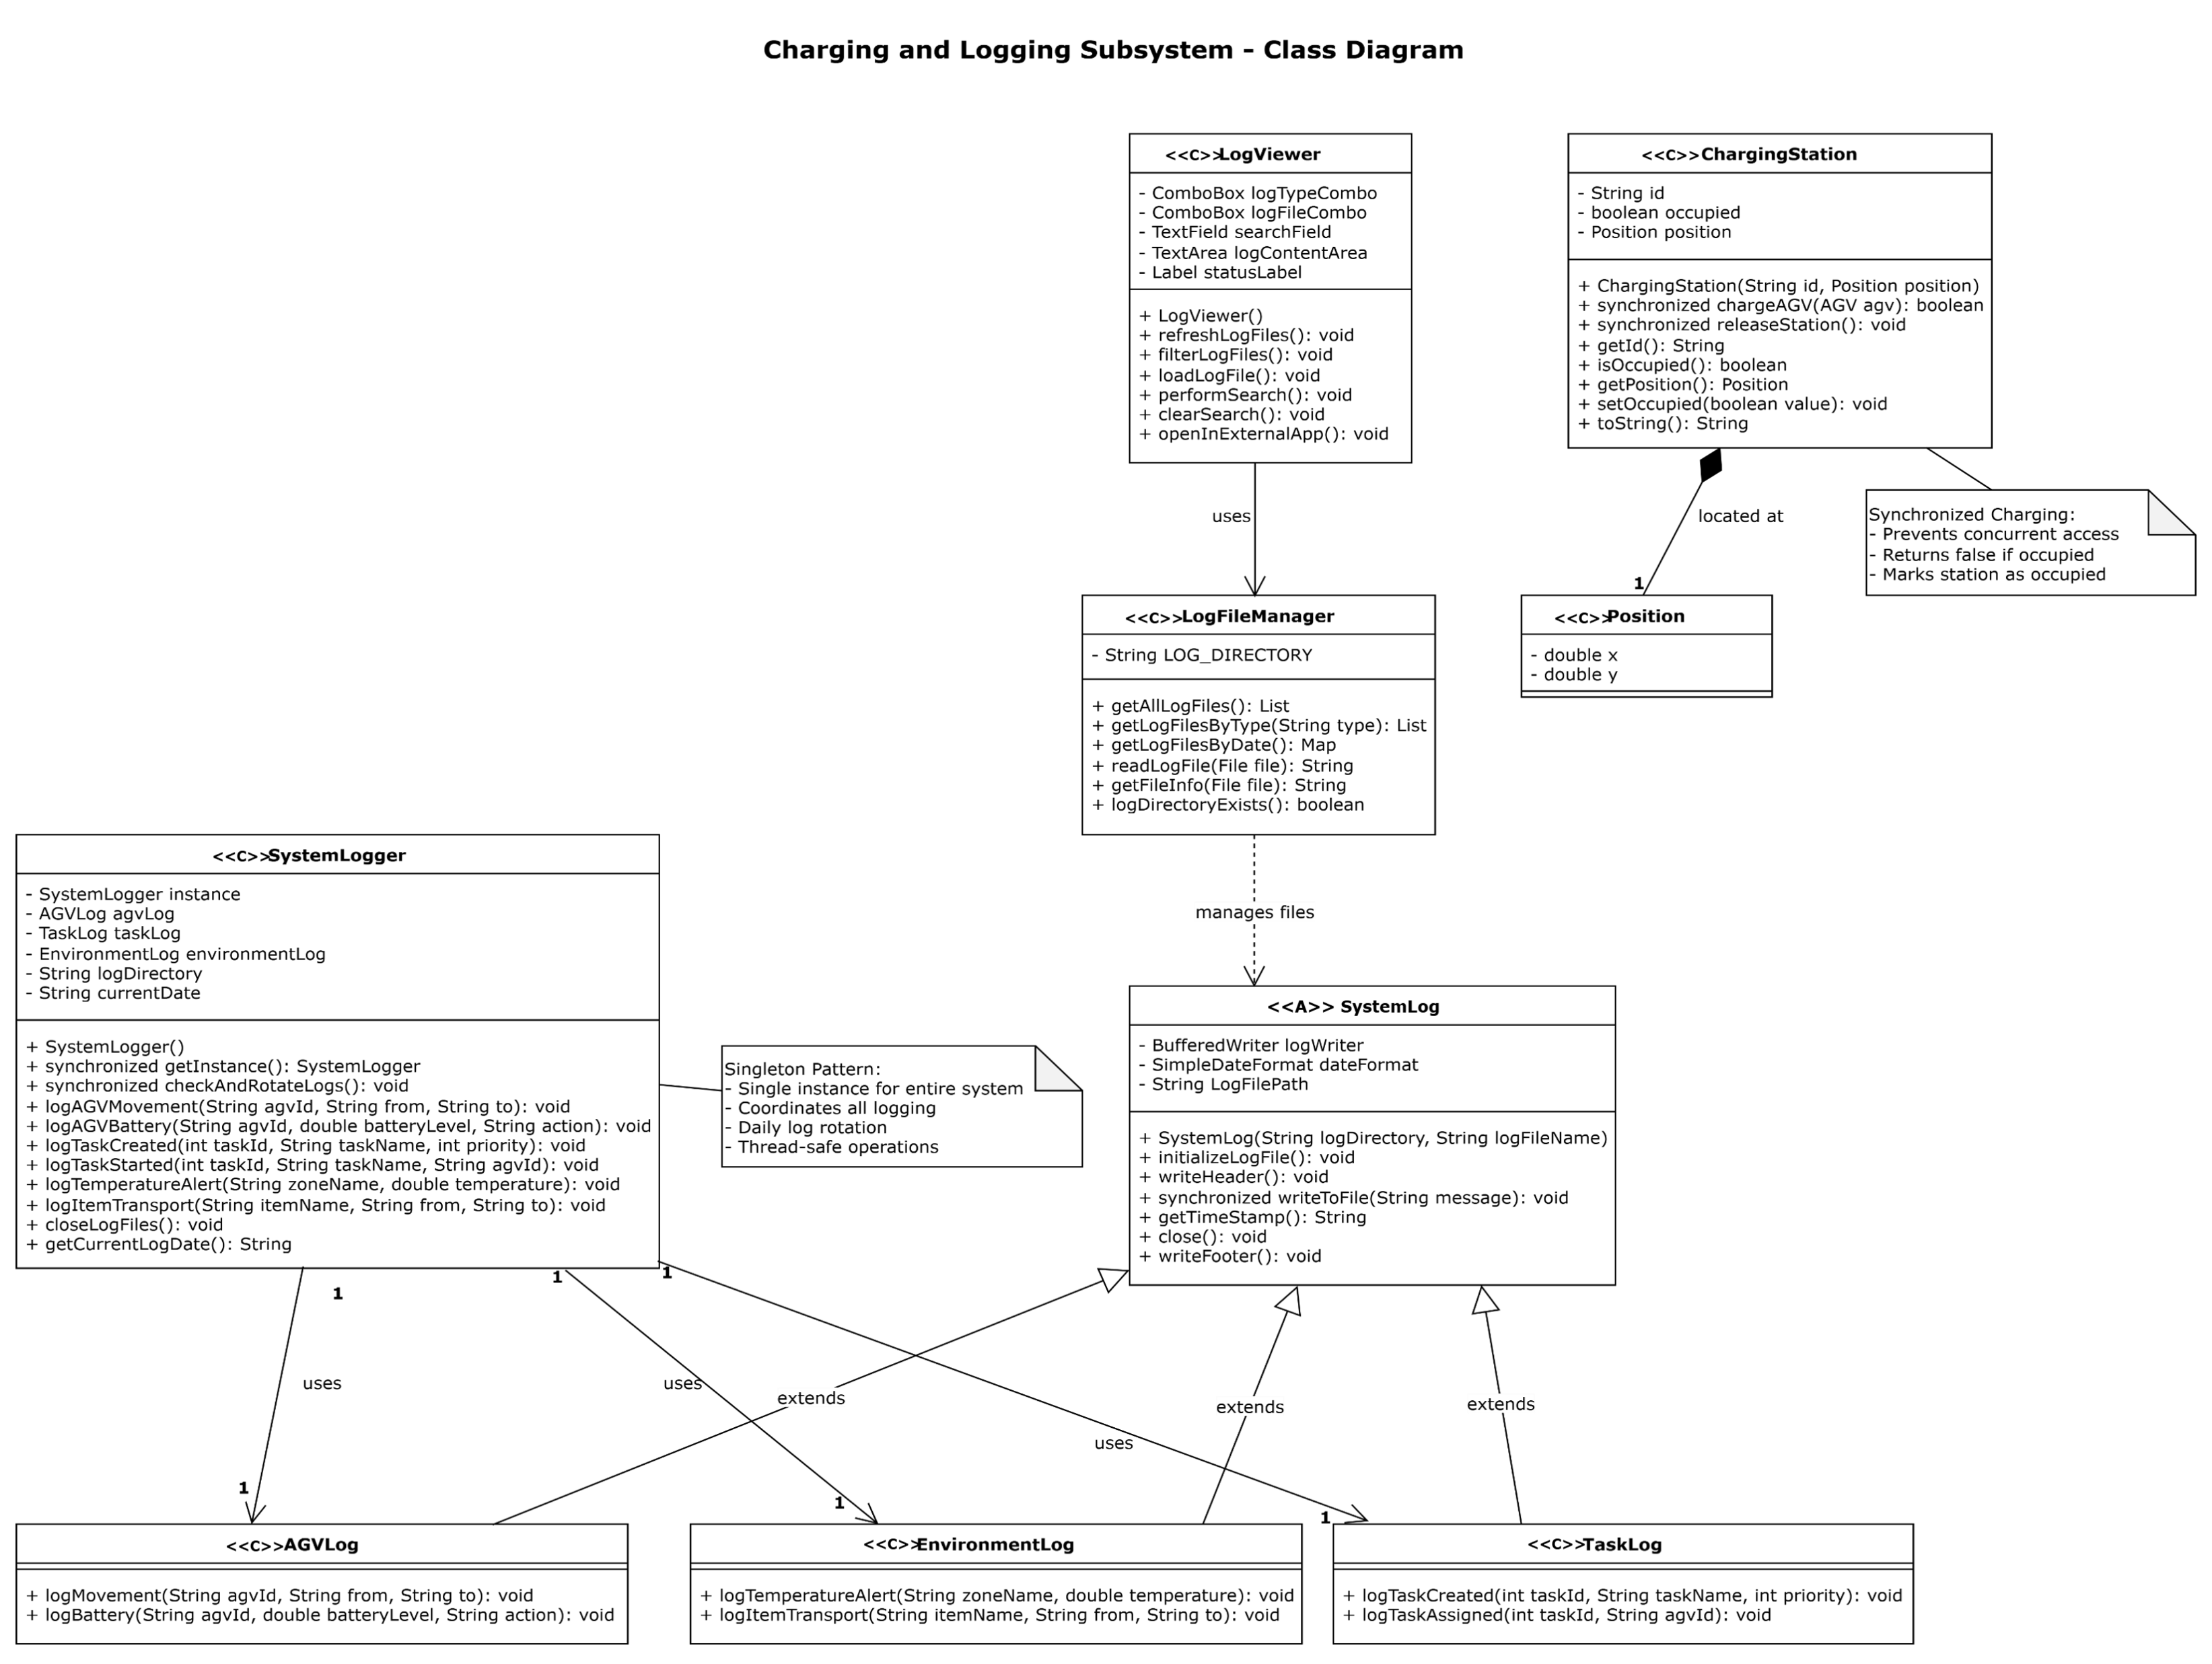 Charging and Logging Subsystem – Class Diagram
<<C>>LogViewer
- ComboBox logTypeCombo
- ComboBox logFileCombo
- TextField searchField
- TextArea logContentArea
- Label statusLabel
+ LogViewer()
+ refreshLogFiles(): void
+ filterLogFiles(): void
+ loadLogFile(): void
+ performSearch(): void
+ clearSearch(): void
+ openInExternalApp(): void
<<C>>ChargingStation
- String id
- boolean occupied
- Position position
+ ChargingStation(String id, Position position)
+ synchronized chargeAGV(AGV agv): boolean
+ synchronized releaseStation(): void
+ getId(): String
+ isOccupied(): boolean
+ getPosition(): Position
+ setOccupied(boolean value): void
+ toString(): String
uses
located at
Synchronized Charging:
- Prevents concurrent access
- Returns false if occupied
- Marks station as occupied
1
<<C>>LogFileManager
- String LOG_DIRECTORY
+ getAllLogFiles(): List
+ getLogFilesByType(String type): List
+ getLogFilesByDate(): Map
+ readLogFile(File file): String
+ getFileInfo(File file): String
+ logDirectoryExists(): boolean
<<C>>Position
- double x
- double y
manages files
<<C>>SystemLogger
- SystemLogger instance
- AGVLog agvLog
- TaskLog taskLog
- EnvironmentLog environmentLog
- String logDirectory
- String currentDate
+ SystemLogger()
+ synchronized getInstance(): SystemLogger
+ synchronized checkAndRotateLogs(): void
+ logAGVMovement(String agvId, String from, String to): void
+ logAGVBattery(String agvId, double batteryLevel, String action): void
+ logTaskCreated(int taskId, String taskName, int priority): void
+ logTaskStarted(int taskId, String taskName, String agvId): void
+ logTemperatureAlert(String zoneName, double temperature): void
+ logItemTransport(String itemName, String from, String to): void
+ closeLogFiles(): void
+ getCurrentLogDate(): String
Singleton Pattern:
- Single instance for entire system
- Coordinates all logging
- Daily log rotation
- Thread-safe operations
<<A>> SystemLog
- BufferedWriter logWriter
- SimpleDateFormat dateFormat
- String LogFilePath
+ SystemLog(String logDirectory, String logFileName)
+ initializeLogFile(): void
+ writeHeader(): void
+ synchronized writeToFile(String message): void
+ getTimeStamp(): String
+ close(): void
+ writeFooter(): void
1
1
1
uses
uses
extends
uses
extends
extends
1
1
1
<<C>>AGVLog
+ logMovement(String agvId, String from, String to): void
+ logBattery(String agvId, double batteryLevel, String action): void
<<C>>EnvironmentLog
+ logTemperatureAlert(String zoneName, double temperature): void
+ logItemTransport(String itemName, String from, String to): void
<<C>>TaskLog
+ logTaskCreated(int taskId, String taskName, int priority): void
+ logTaskAssigned(int taskId, String agvId): void